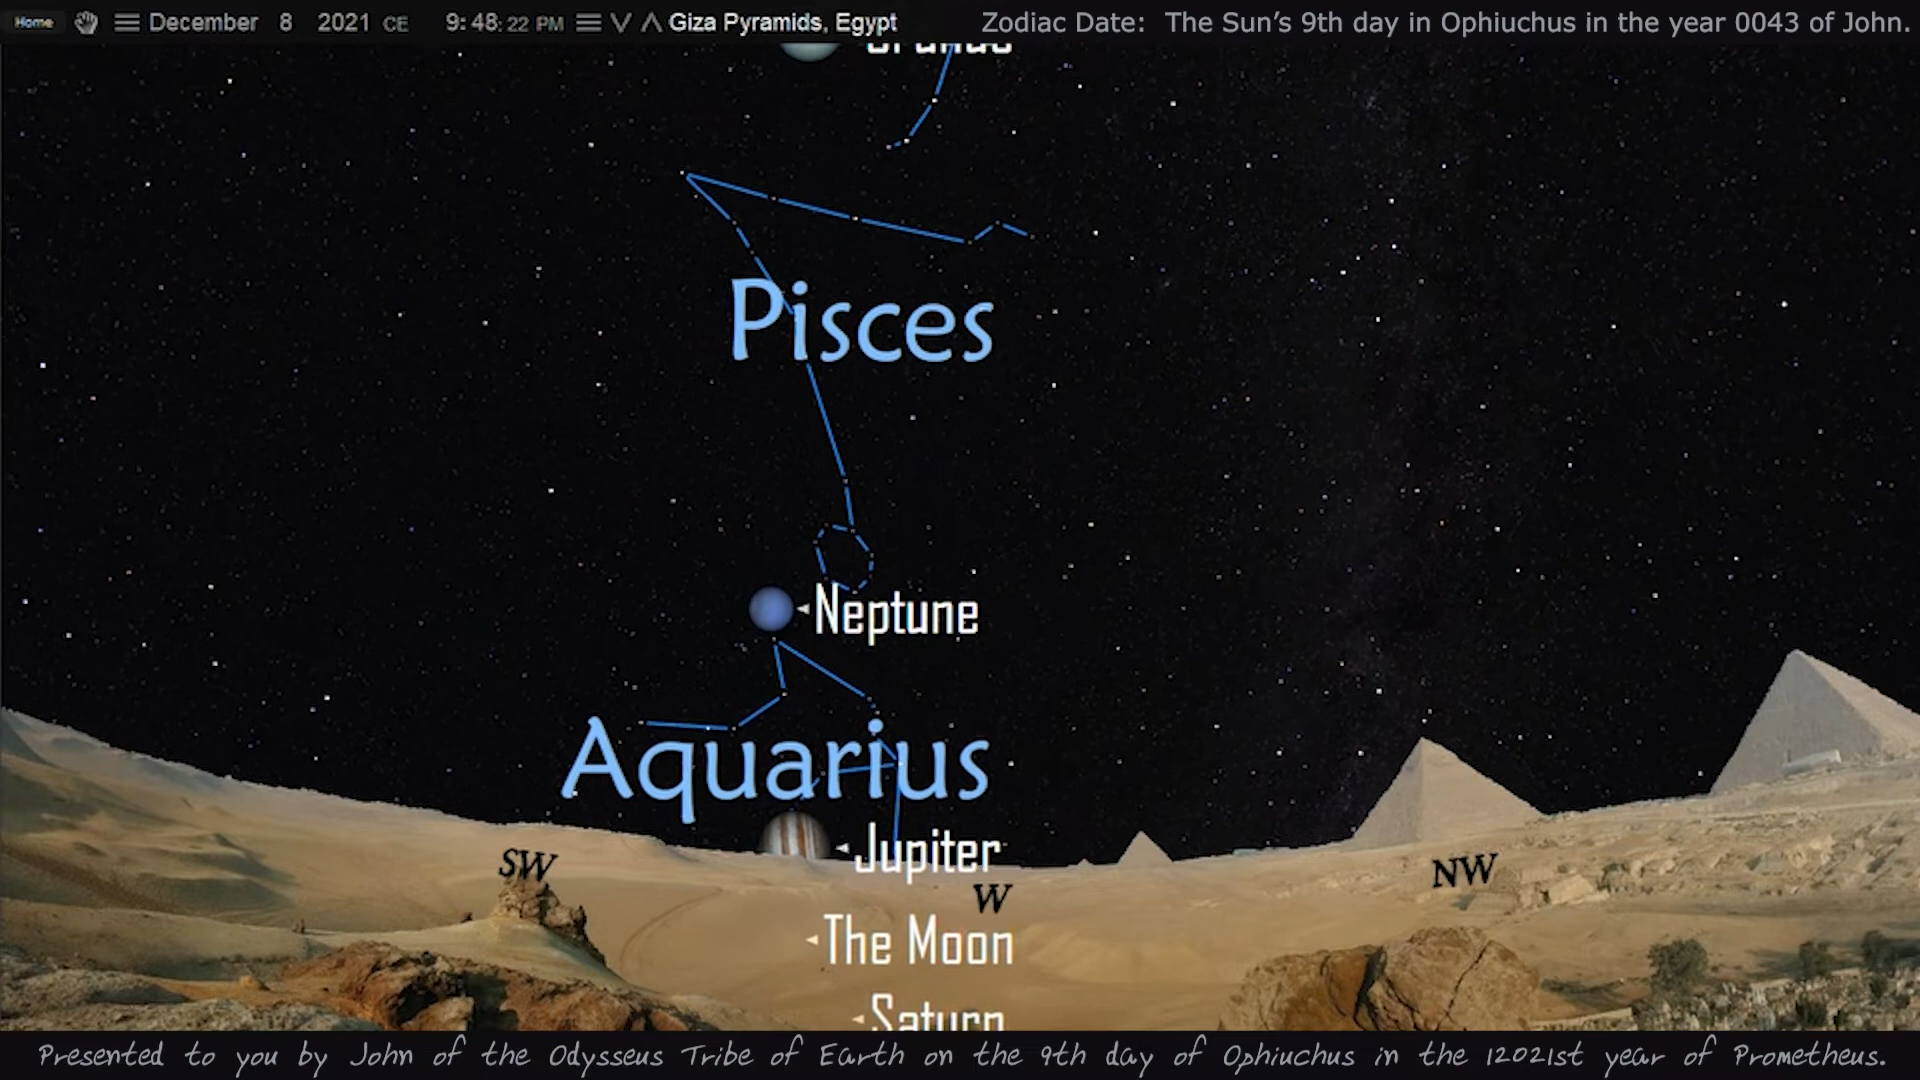 Home December 8 2021 CE 9:48:22 PM Giza Pyramids, Egypt Zodiac Date: The Sun’s 9th day in Ophiuchus in the year 0043 of John.
Uranus
Pisces
Neptune
Aquarius
Jupiter
SW
W
NW
The Moon
Saturn
Presented to you by John of the Odysseus Tribe of Earth on the 9th day of Ophiuchus in the 12021st year of Prometheus.